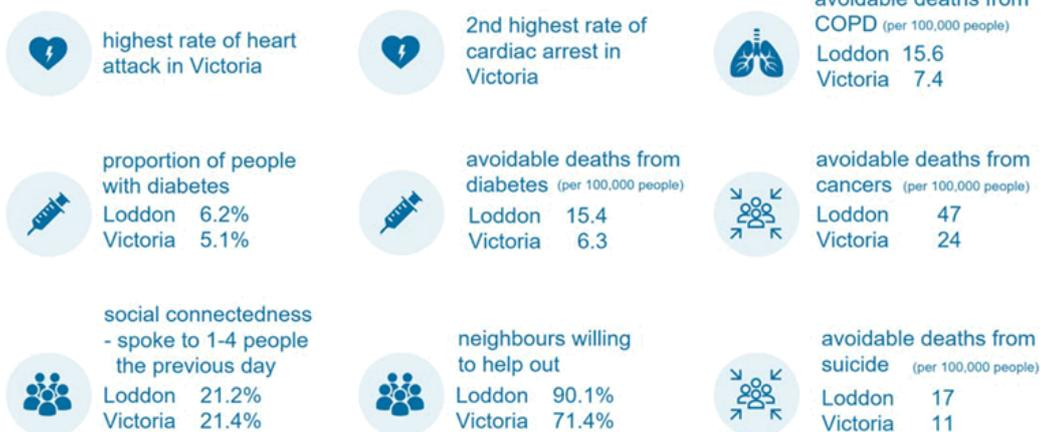 highest rate of heart
attack in Victoria
2nd highest rate of
cardiac arrest in
Victoria
avoidable deaths from
COPD (per 100,000 people)
Loddon 15.6
Victoria 7.4
proportion of people
with diabetes
Loddon 6.2%
Victoria 5.1%
avoidable deaths from
diabetes (per 100,000 people)
Loddon 15.4
Victoria 6.3
avoidable deaths from
cancers (per 100,000 people)
Loddon 47
Victoria 24
social connectedness
- spoke to 1-4 people
the previous day
Loddon 21.2%
Victoria 21.4%
neighbours willing
to help out
Loddon 90.1%
Victoria 71.4%
avoidable deaths from
suicide (per 100,000 people)
Loddon 17
Victoria 11